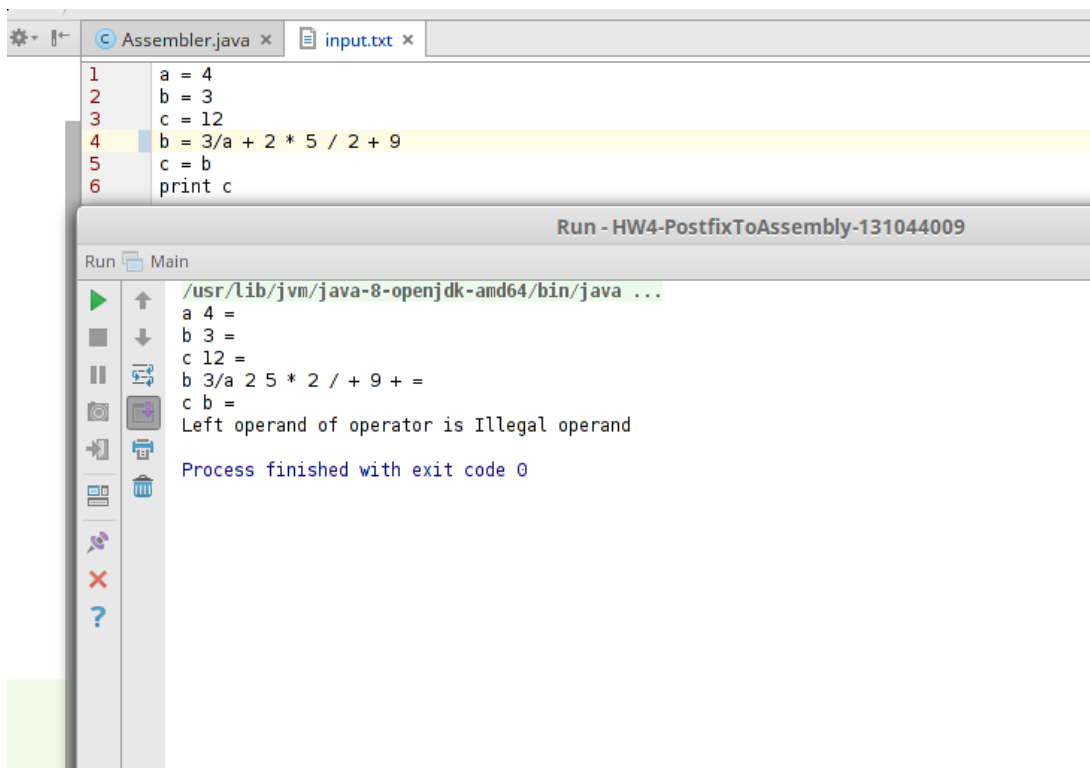 Assembler.java
input.txt
1 a = 4
2 b = 3
3 c = 12
4 b = 3/a + 2 * 5 / 2 + 9
5 c = b
6 print c
Run - HW4-PostfixToAssembly-131044009
Run Main
/usr/lib/jvm/java-8-openjdk-amd64/bin/java ...
a 4 =
b 3 =
c 12 =
b 3/a 2 5 * 2 / + 9 + =
c b =
Left operand of operator is Illegal operand
Process finished with exit code 0